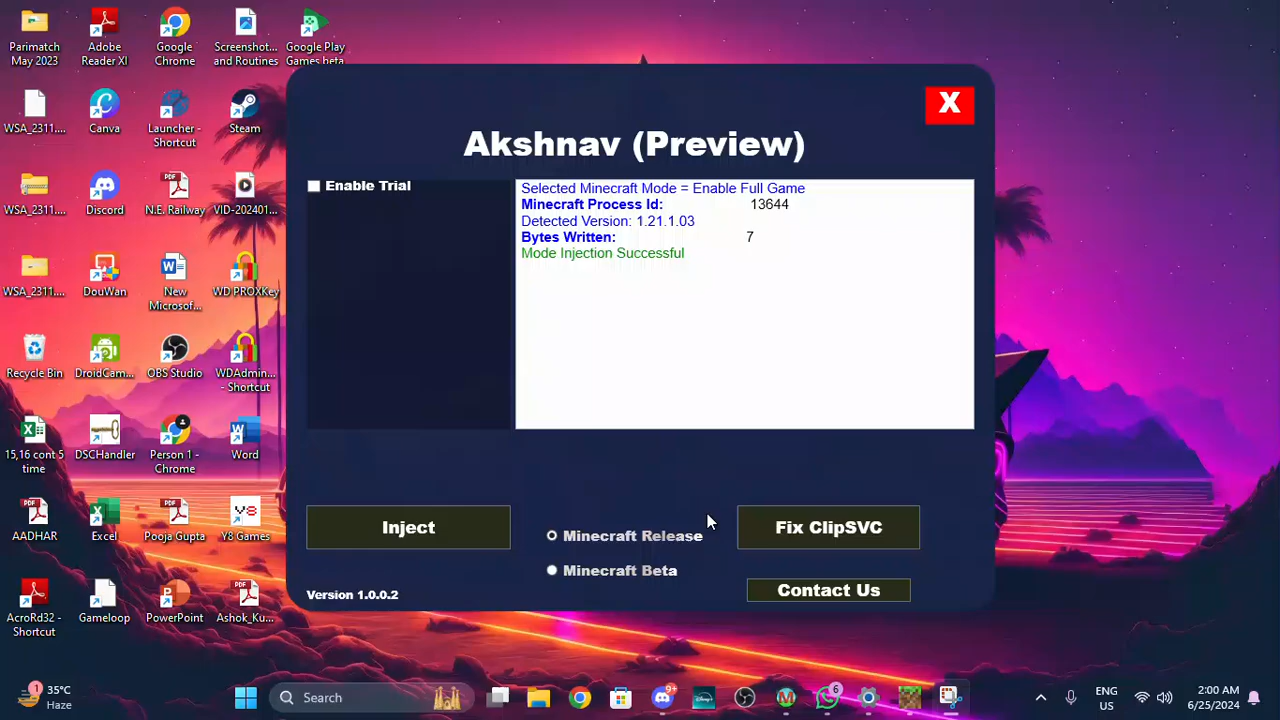 Parimatch
May 2023
Adobe
Reader XI
Google
Chrome
Screenshot...
and Routines
Google Play
Games beta
WSA_2311....
Canva
Launcher -
Shortcut
Steam
WSA_2311....
Discord
N.E. Railway
VID-202401...
WSA_2311....
DouWan
New
Microsof...
WD PROXKey
Recycle Bin
DroidCam...
OBS Studio
WDAdmin...
- Shortcut
15,16 cont 5
time
DSCHandler
Person 1 -
Chrome
Word
AADHAR
Excel
Pooja Gupta
Y8 Games
AcroRd32 -
Shortcut
Gameloop
PowerPoint
Ashok_Ku...
X
Akshnav (Preview)
Enable Trial
Selected Minecraft Mode = Enable Full Game
Minecraft Process Id: 13644
Detected Version: 1.21.1.03
Bytes Written: 7
Mode Injection Successful
Inject
Minecraft Release
Minecraft Beta
Fix ClipSVC
Contact Us
Version 1.0.0.2
1
35°C
Haze
Search
9+
6
ENG
US
2:00 AM
6/25/2024